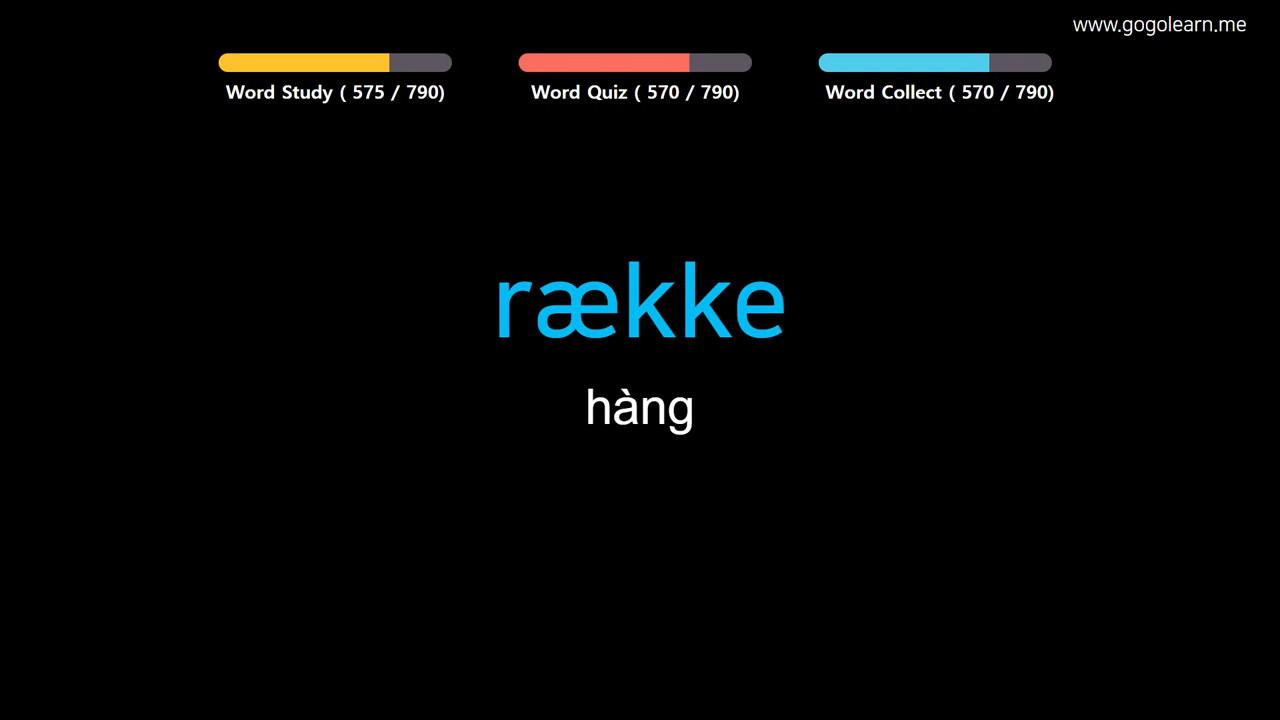 www.gogolearn.me
Word Study ( 575 / 790)
Word Quiz ( 570 / 790)
Word Collect ( 570 / 790)
række
hàng